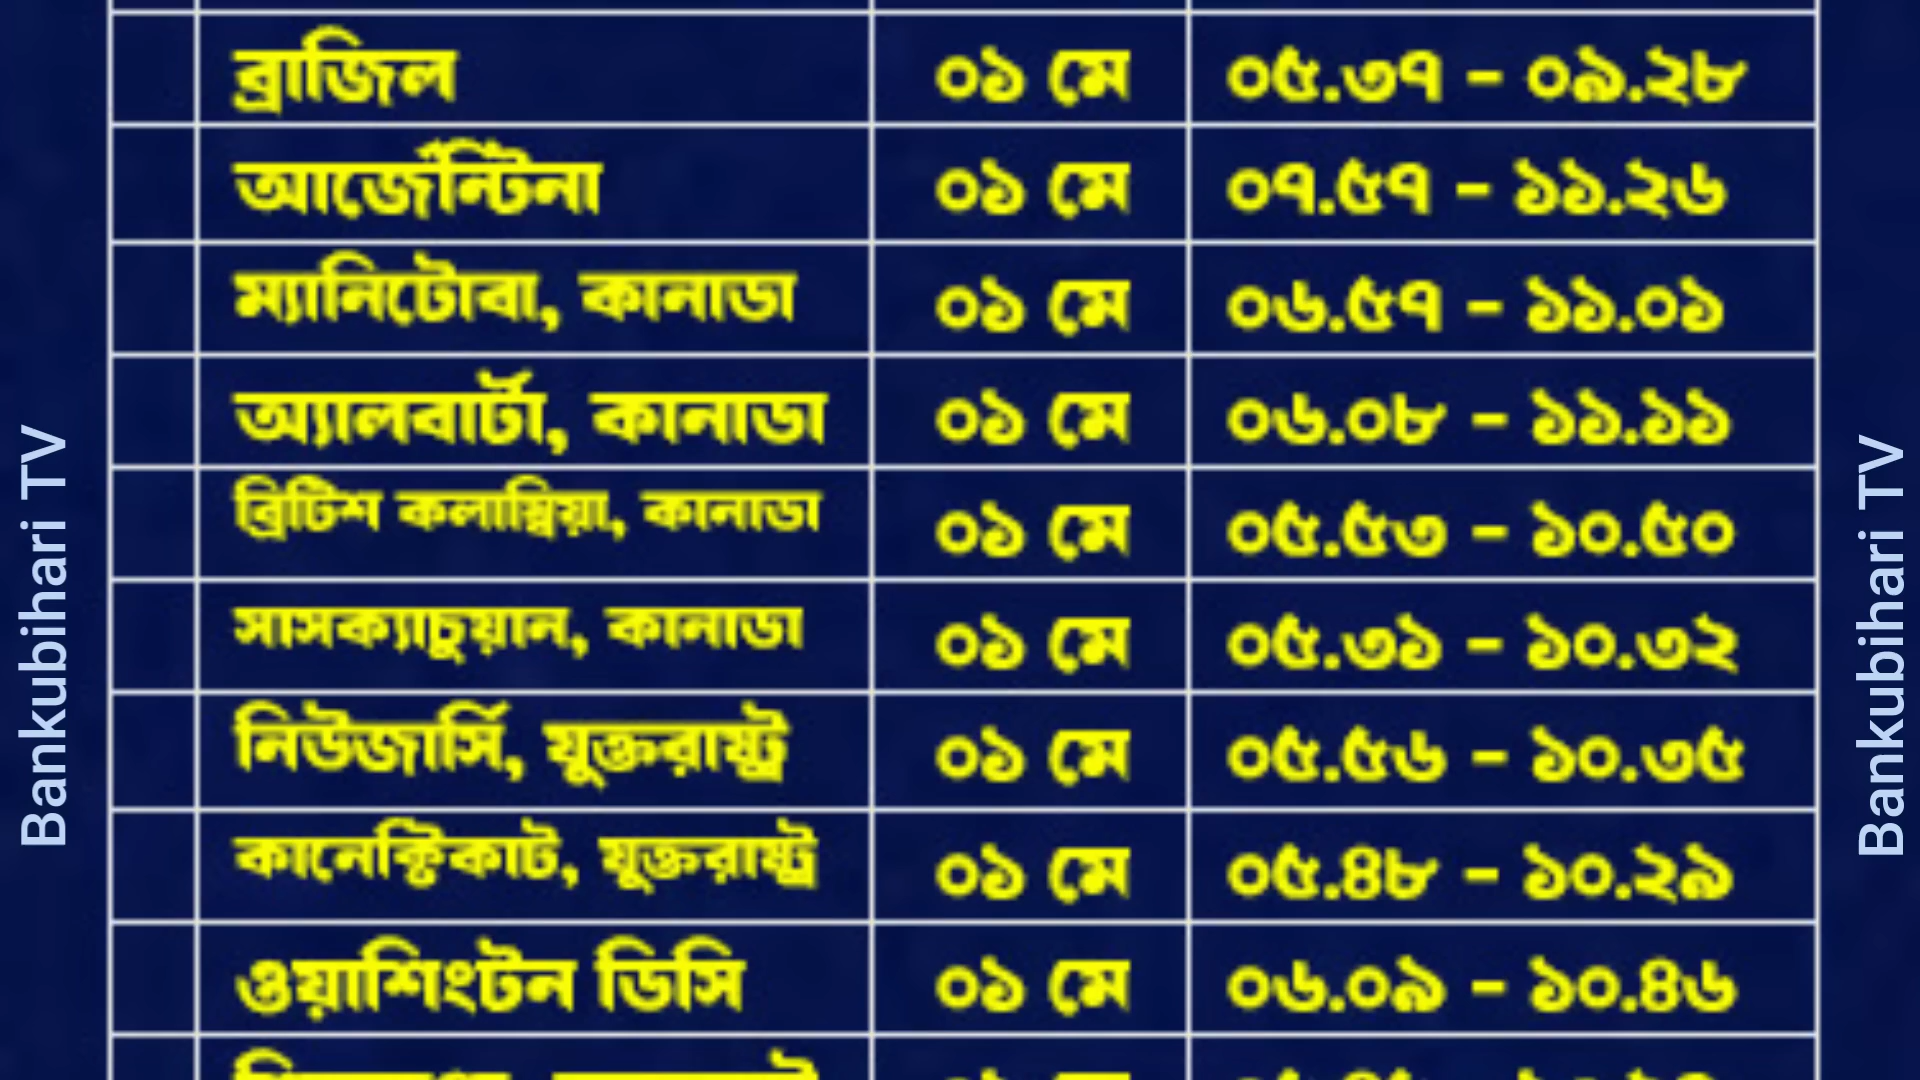 ব্রাজিল ০১ মে ০৫.৩৭ - ০৯.২৮
আর্জেন্টিনা ০১ মে ০৭.৫৭ - ১১.২৬
ম্যানিটোবা, কানাডা ০১ মে ০৬.৫৭ - ১১.০১
অ্যালবার্টা, কানাডা ০১ মে ০৬.০৮ - ১১.১১
ব্রিটিশ কলাম্বিয়া, কানাডা ০১ মে ০৫.৫৩ - ১০.৫০
সাসক্যাচুয়ান, কানাডা ০১ মে ০৫.৩১ - ১০.৩২
নিউজার্সি, যুক্তরাষ্ট্র ০১ মে ০৫.৫৬ - ১০.৩৫
কানেক্টিকাট, যুক্তরাষ্ট্র ০১ মে ০৫.৪৮ - ১০.২৯
ওয়াশিংটন ডিসি ০১ মে ০৬.০৯ - ১০.৪৬
Bankubihari TV
Bankubihari TV